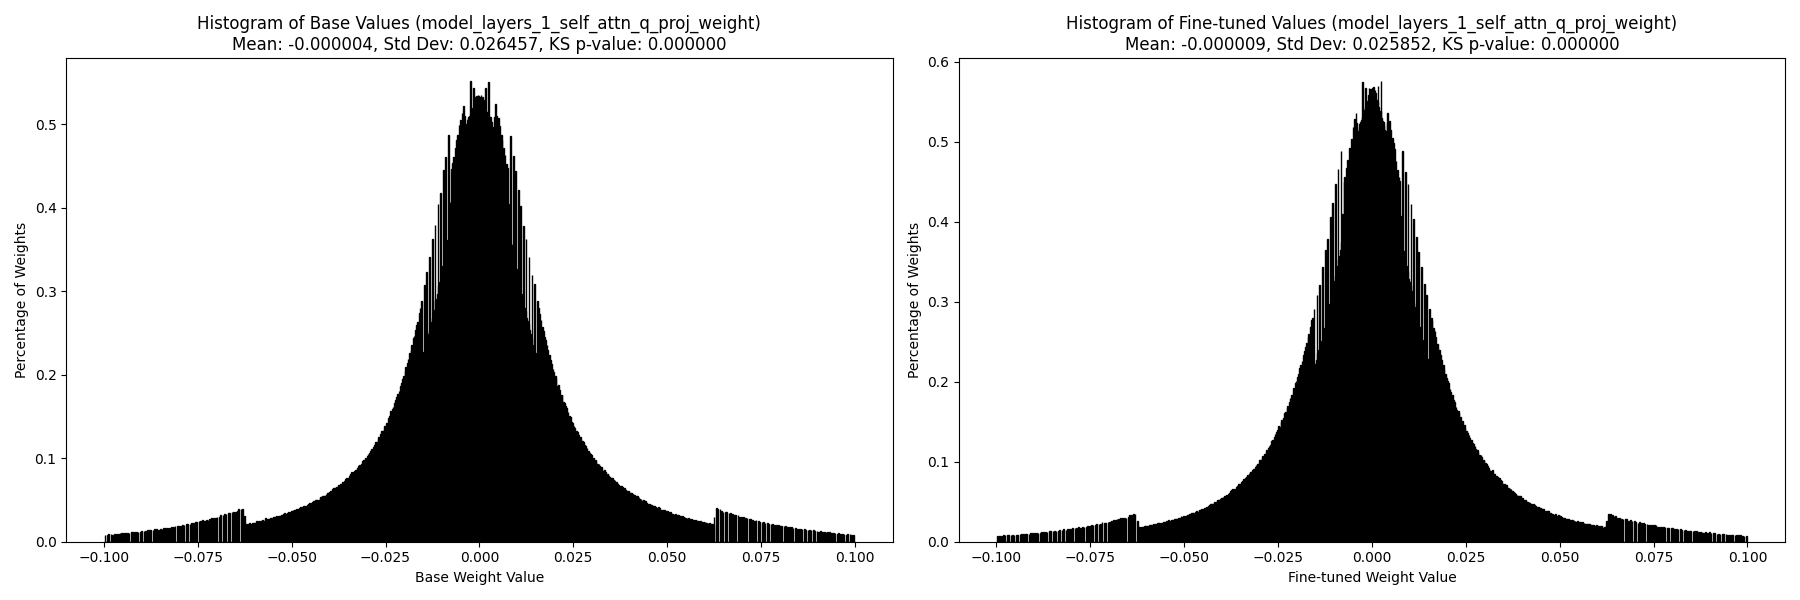 Histogram of Base Values (model_layers_1_self_attn_q_proj_weight)
Mean: -0.000004, Std Dev: 0.026457, KS p-value: 0.000000
Percentage of Weights
0.5
0.4
0.3
0.2
0.1
0.0
−0.100 −0.075 −0.050 −0.025 0.000 0.025 0.050 0.075 0.100
Base Weight Value
Histogram of Fine-tuned Values (model_layers_1_self_attn_q_proj_weight)
Mean: -0.000009, Std Dev: 0.025852, KS p-value: 0.000000
Percentage of Weights
0.6
0.5
0.4
0.3
0.2
0.1
0.0
−0.100 −0.075 −0.050 −0.025 0.000 0.025 0.050 0.075 0.100
Fine-tuned Weight Value